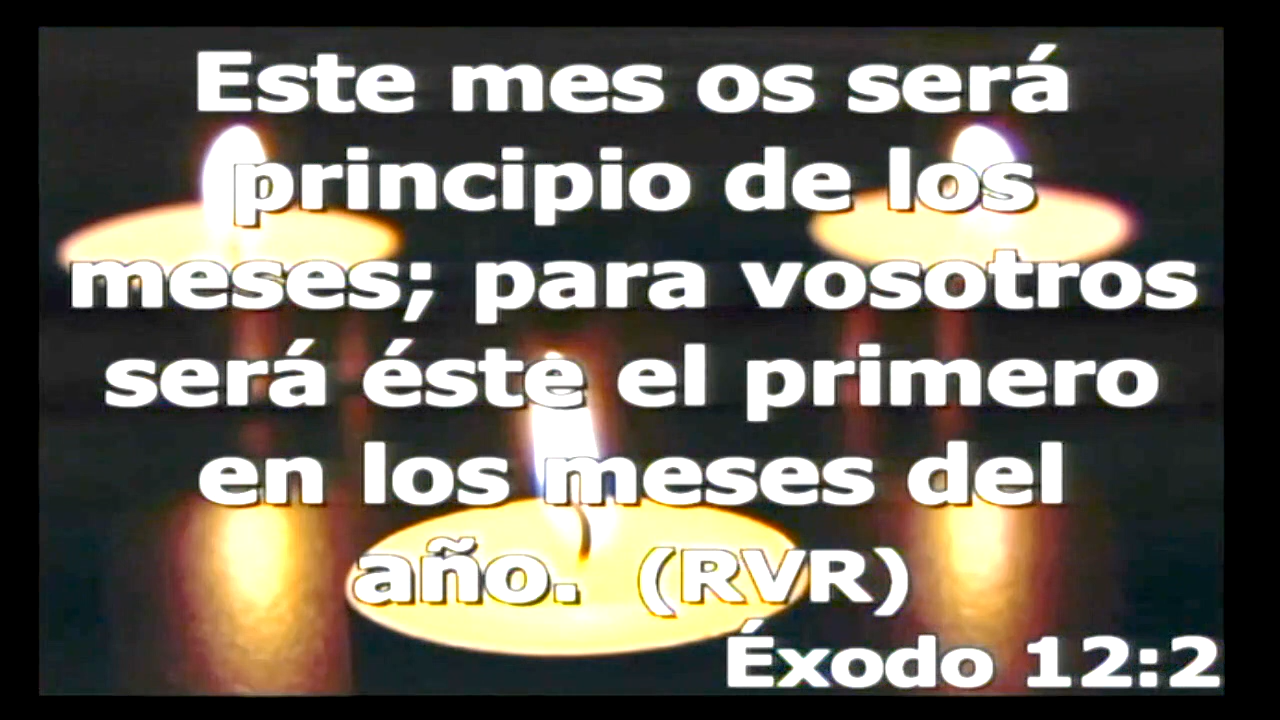 Este mes os será
principio de los
meses; para vosotros
será éste el primero
en los meses del
año.  (RVR)
Éxodo 12:2